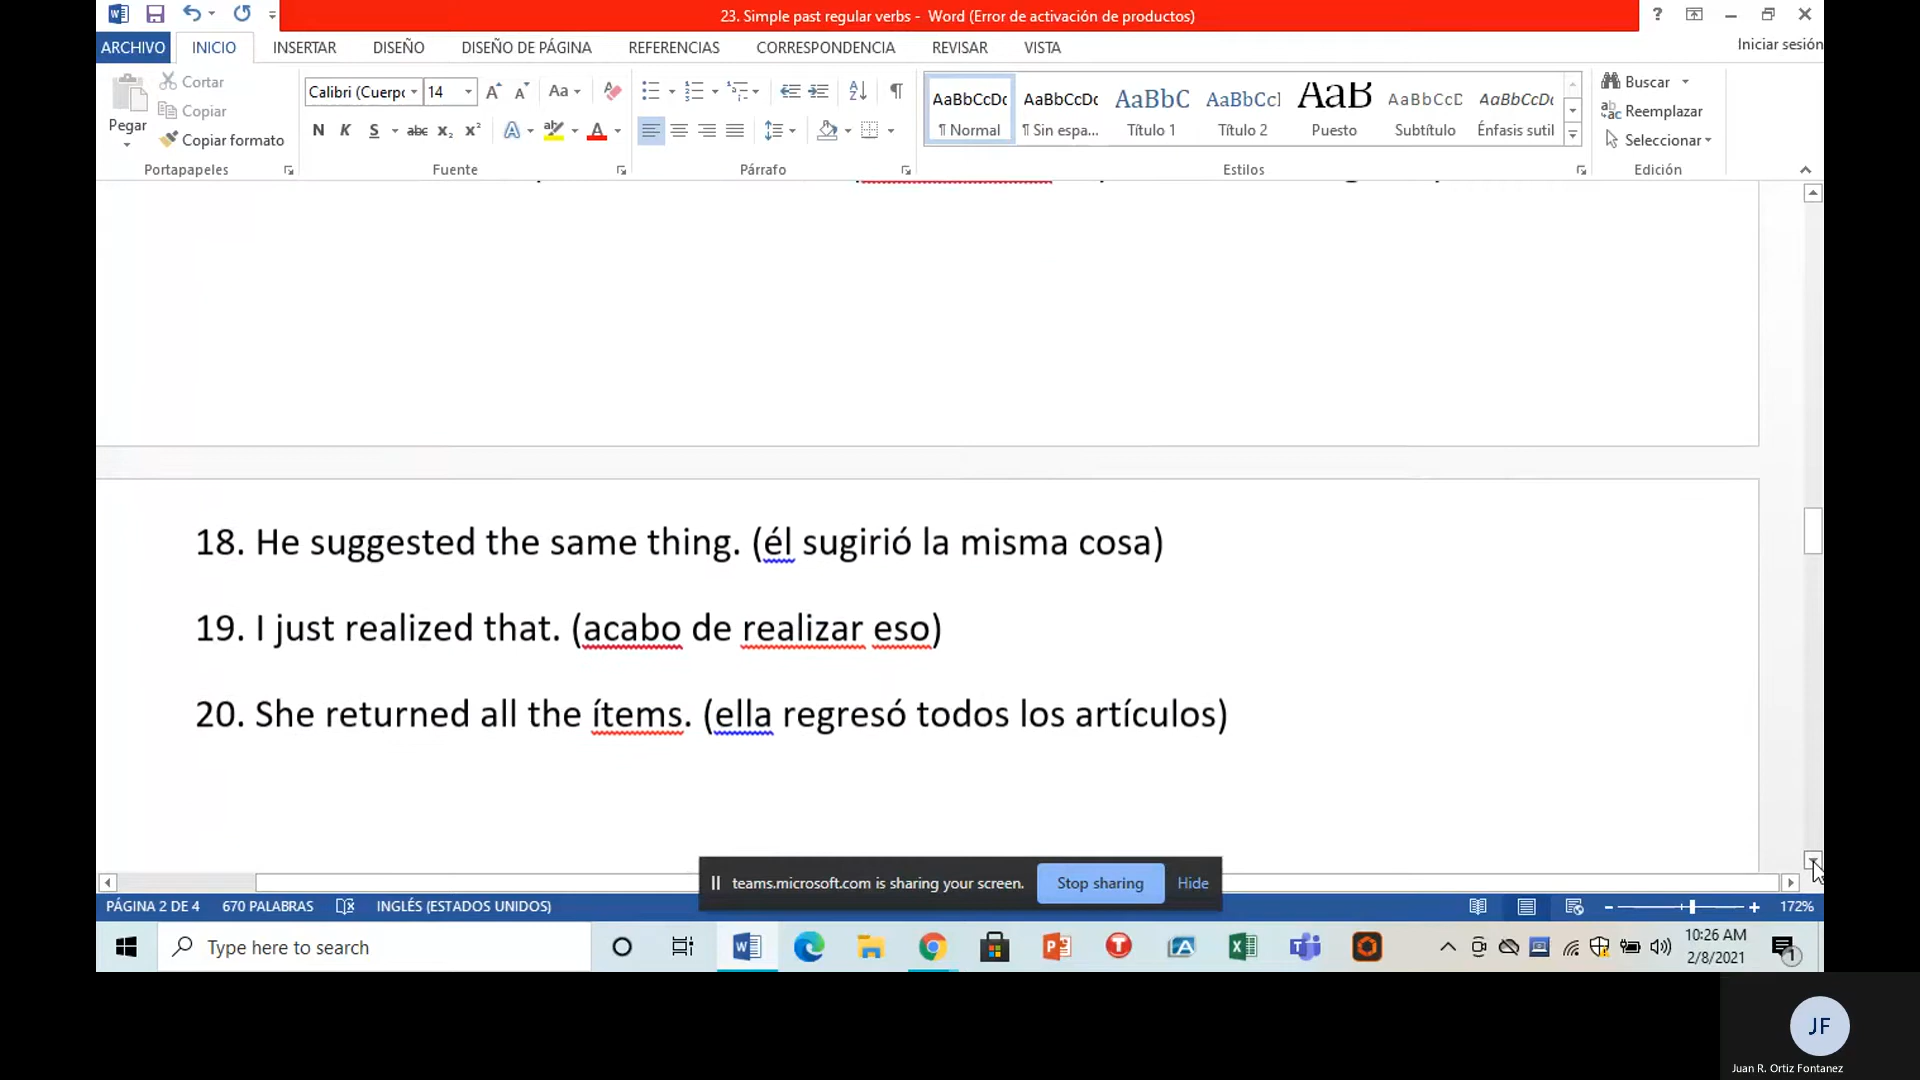 23. Simple past regular verbs - Word (Error de activación de productos)
?
ARCHIVO INICIO INSERTAR DISEÑO DISEÑO DE PÁGINA REFERENCIAS CORRESPONDENCIA REVISAR VISTA Iniciar sesión
Pegar
Cortar
Copiar
Copiar formato
Portapapeles
Calibri (Cuerpo 14
Aa
N K S abc x₂ x² A A
Fuente
Párrafo
AaBbCcDc AaBbCcDc AaBbC AaBbCcI AaB AaBbCcD AaBbCcDc
¶ Normal ¶ Sin espa... Título 1 Título 2 Puesto Subtítulo Énfasis sutil
Estilos
Buscar
Reemplazar
Seleccionar
Edición
18. He suggested the same thing. (él sugirió la misma cosa)
19. I just realized that. (acabo de realizar eso)
20. She returned all the ítems. (ella regresó todos los artículos)
teams.microsoft.com is sharing your screen. Stop sharing Hide
PÁGINA 2 DE 4 670 PALABRAS INGLÉS (ESTADOS UNIDOS) 172%
Type here to search
10:26 AM
2/8/2021
1
JF
Juan R. Ortiz Fontanez